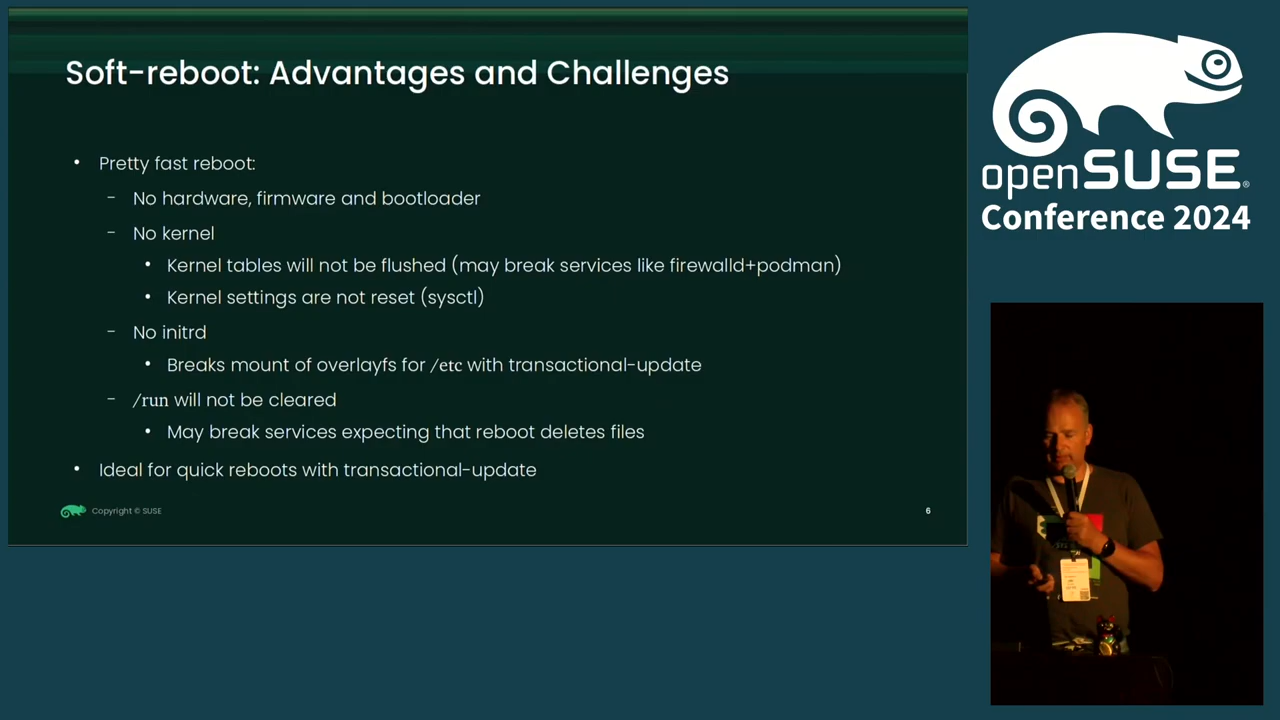 Soft-reboot: Advantages and Challenges
• Pretty fast reboot:
– No hardware, firmware and bootloader
– No kernel
• Kernel tables will not be flushed (may break services like firewalld+podman)
• Kernel settings are not reset (sysctl)
– No initrd
• Breaks mount of overlayfs for /etc with transactional-update
– /run will not be cleared
• May break services expecting that reboot deletes files
• Ideal for quick reboots with transactional-update
Copyright © SUSE
6
openSUSE®
Conference 2024